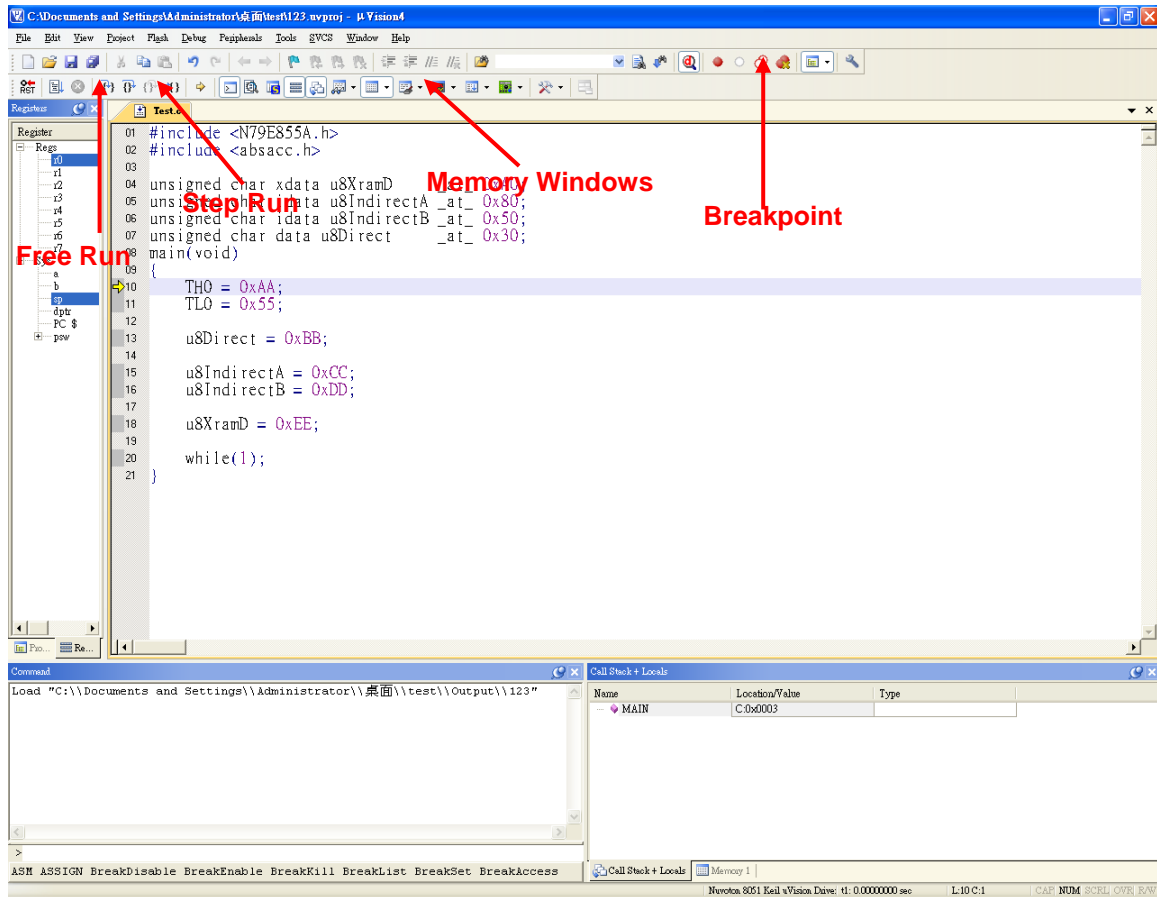 C:\Documents and Settings\Administrator\桌面\test\123.uvproj - µVision4
File Edit View Project Flash Debug Peripherals Tools SVCS Window Help
RST
Registers
Test.c
Register
Regs
r0
r1
r2
r3
r4
r5
r6
r7
a
b
sp
dptr
PC $
psw
01 #include <N79E855A.h>
02 #include <absacc.h>
03
04 unsigned char xdata u8XramD _at_
05 unsigned char idata u8IndirectA _at_ 0x80;
06 unsigned char idata u8IndirectB _at_ 0x50;
07 unsigned char data u8Direct _at_ 0x30;
08 main(void)
09 {
10 TH0 = 0xAA;
11 TL0 = 0x55;
12
13 u8Direct = 0xBB;
14
15 u8IndirectA = 0xCC;
16 u8IndirectB = 0xDD;
17
18 u8XramD = 0xEE;
19
20 while(1);
21 }
Free Run
Step Run
Memory Windows
Breakpoint
Pro... Re...
Command
Load "C:\\Documents and Settings\\Administrator\\桌面\\test\\Output\\123"
>
ASM ASSIGN BreakDisable BreakEnable BreakKill BreakList BreakSet BreakAccess
Call Stack + Locals
Name Location/Value Type
MAIN C:0x0003
Call Stack + Locals Memory 1
Nuvoton 8051 Keil uVision Drive: t1: 0.00000000 sec L:10 C:1 CAP NUM SCRL OVR R/W